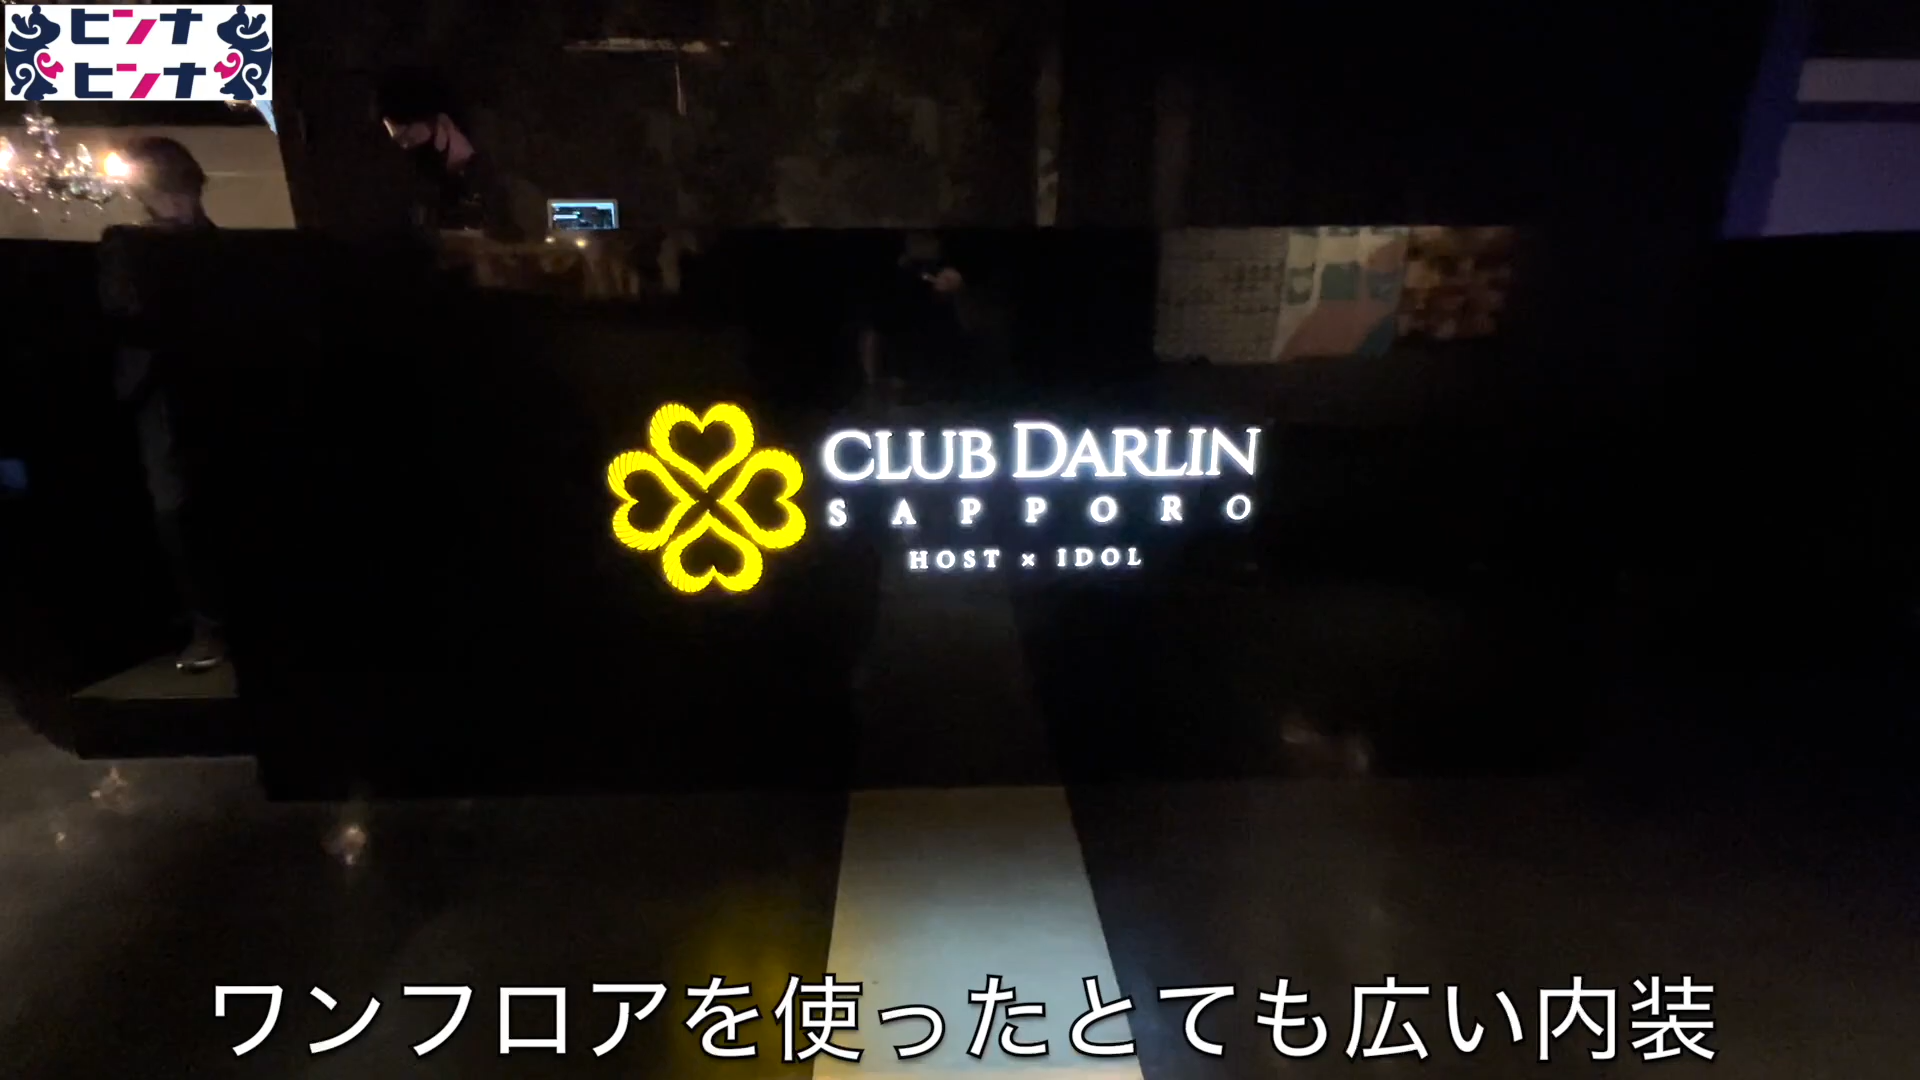 ヒンナ
ヒンナ
CLUB DARLIN
SAPPORO
HOST × IDOL
ワンフロアを使ったとても広い内装